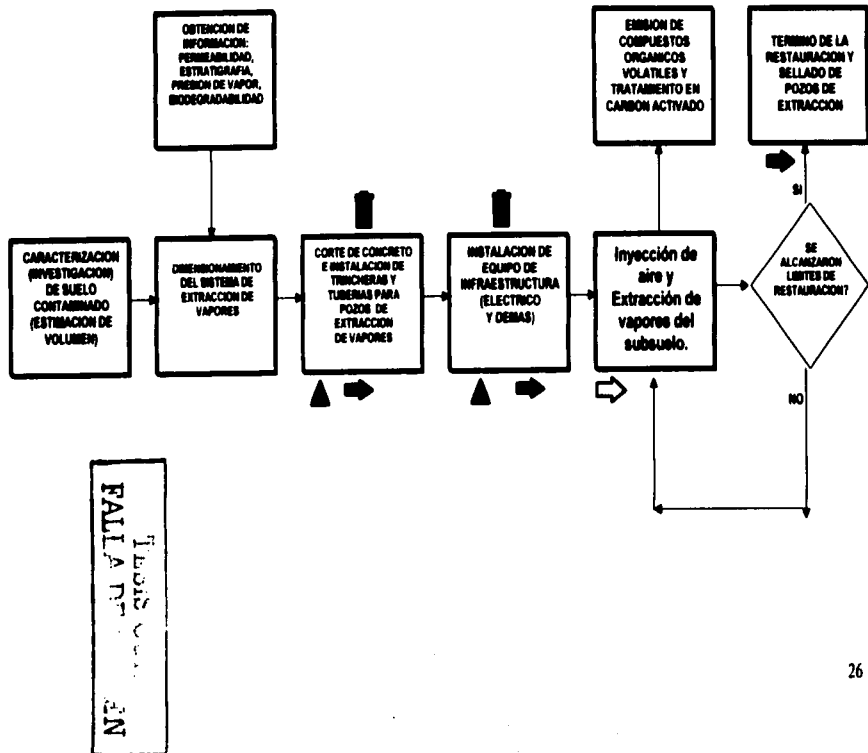 OBTENCION DE
INFORMACION:
PERMEABILIDAD,
ESTRATIGRAFIA,
PRESION DE VAPOR,
BIODEGRADABILIDAD
EMISION DE
COMPUESTOS
ORGANICOS
VOLATILES Y
TRATAMIENTO EN
CARBON ACTIVADO
TERMINO DE LA
RESTAURACION Y
SELLADO DE
POZOS DE
EXTRACCION
SI
CARACTERIZACION
(INVESTIGACION)
DE SUELO
CONTAMINADO
(ESTIMACION DE
VOLUMEN)
DIMENSIONAMIENTO
DEL SISTEMA DE
EXTRACCION DE
VAPORES
CORTE DE CONCRETO
E INSTALACION DE
TRINCHERAS Y
TUBERIAS PARA
POZOS DE
EXTRACCION
DE VAPORES
INSTALACION DE
EQUIPO DE
INFRAESTRUCTURA
(ELECTRICO
Y DEMAS)
Inyección de
aire y
Extracción de
vapores del
subsuelo.
SE
ALCANZARON
LIMITES DE
RESTAURACION?
NO
TESIS
FALLA DE
26